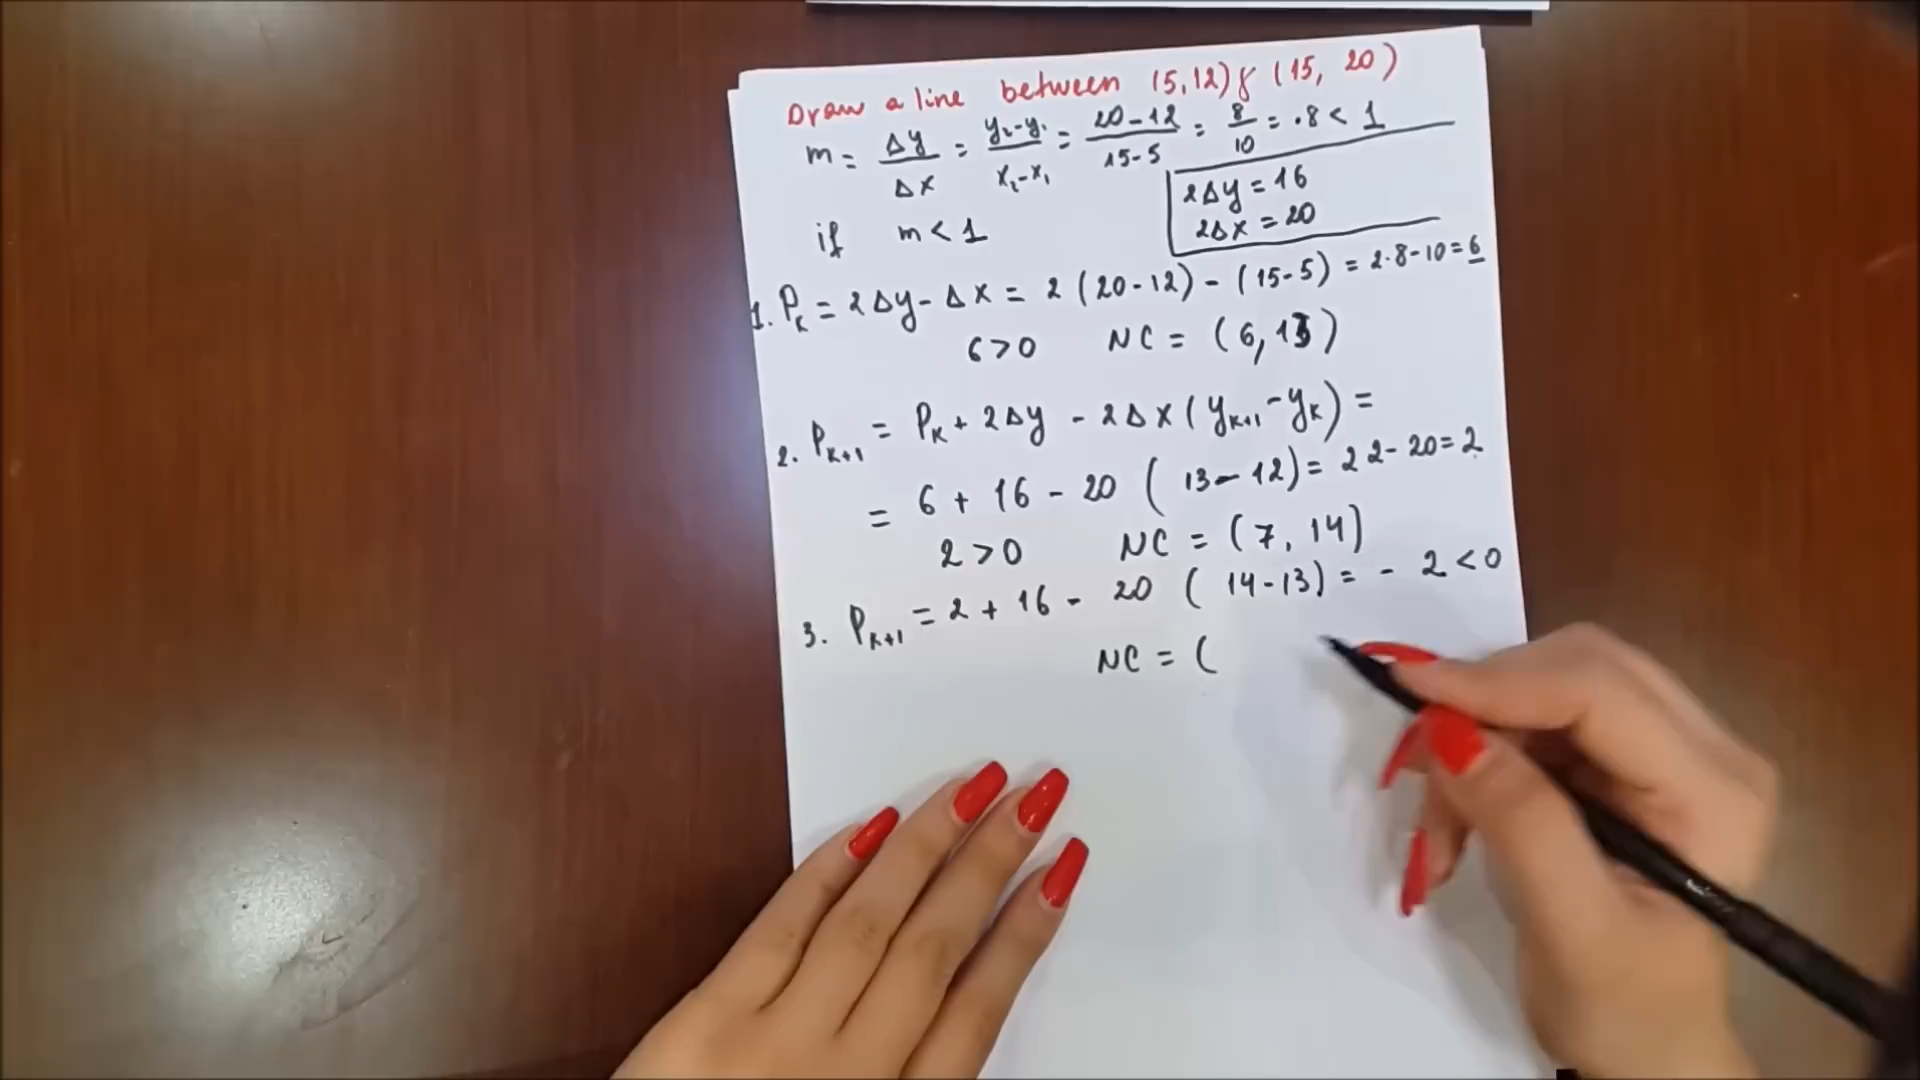 Draw a line between (5,12) & (15, 20)
m = Δy/Δx = y₂-y₁/x₂-x₁ = 20-12/15-5 = 8/10 = .8 < 1
2Δy = 16
2Δx = 20
if m < 1
1. Pₖ = 2Δy - Δx = 2 (20-12) - (15-5) = 2·8-10 = 6
6 > 0 NC = (6, 13)
2. Pₖ₊₁ = Pₖ + 2Δy - 2Δx (yₖ₊₁ - yₖ) =
= 6 + 16 - 20 (13-12) = 22 - 20 = 2
2 > 0 NC = (7, 14)
3. Pₖ₊₁ = 2 + 16 - 20 (14-13) = - 2 < 0
NC = (